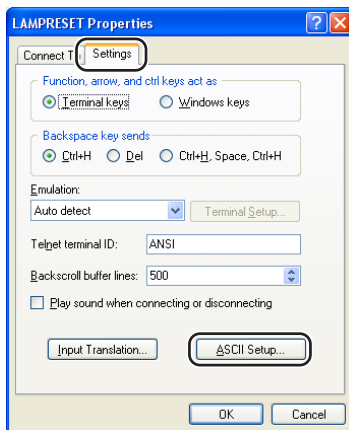 LAMPRESET Properties
Connect T Settings
Function, arrow, and ctrl keys act as
Terminal keys Windows keys
Backspace key sends
Ctrl+H Del Ctrl+H, Space, Ctrl+H
Emulation:
Auto detect Terminal Setup...
Telnet terminal ID: ANSI
Backscroll buffer lines: 500
Play sound when connecting or disconnecting
Input Translation... ASCII Setup...
OK Cancel